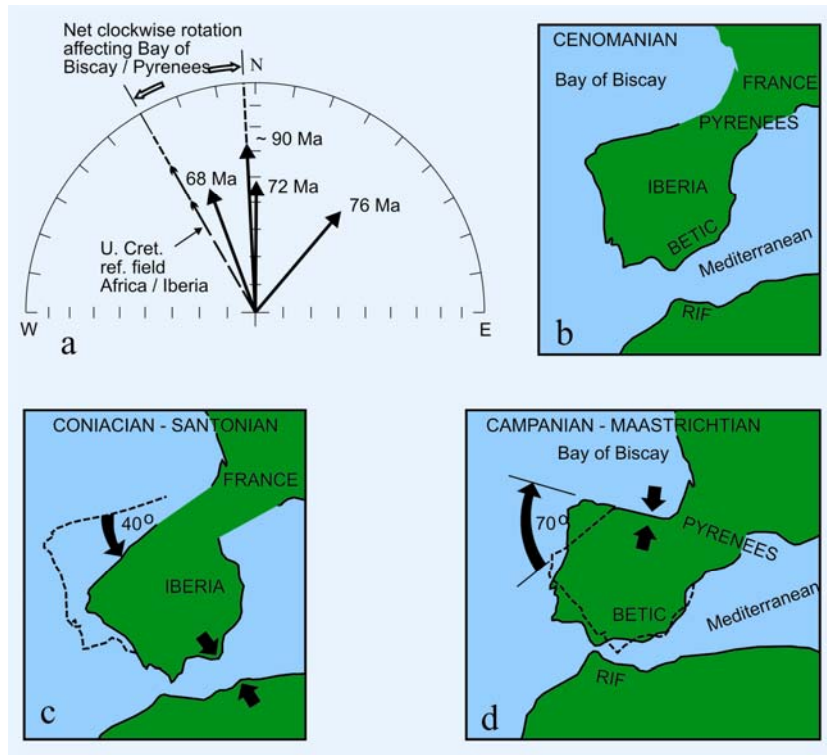 Net clockwise rotation
affecting Bay of
Biscay / Pyrenees
N
~ 90 Ma
68 Ma
72 Ma
76 Ma
U. Cret.
ref. field
Africa / Iberia
W
E
a
CENOMANIAN
Bay of Biscay
FRANCE
PYRENEES
IBERIA
BETIC
Mediterranean
RIF
b
CONIACIAN - SANTONIAN
FRANCE
40°
IBERIA
c
CAMPANIAN - MAASTRICHTIAN
Bay of Biscay
70°
PYRENEES
BETIC
Mediterranean
RIF
d